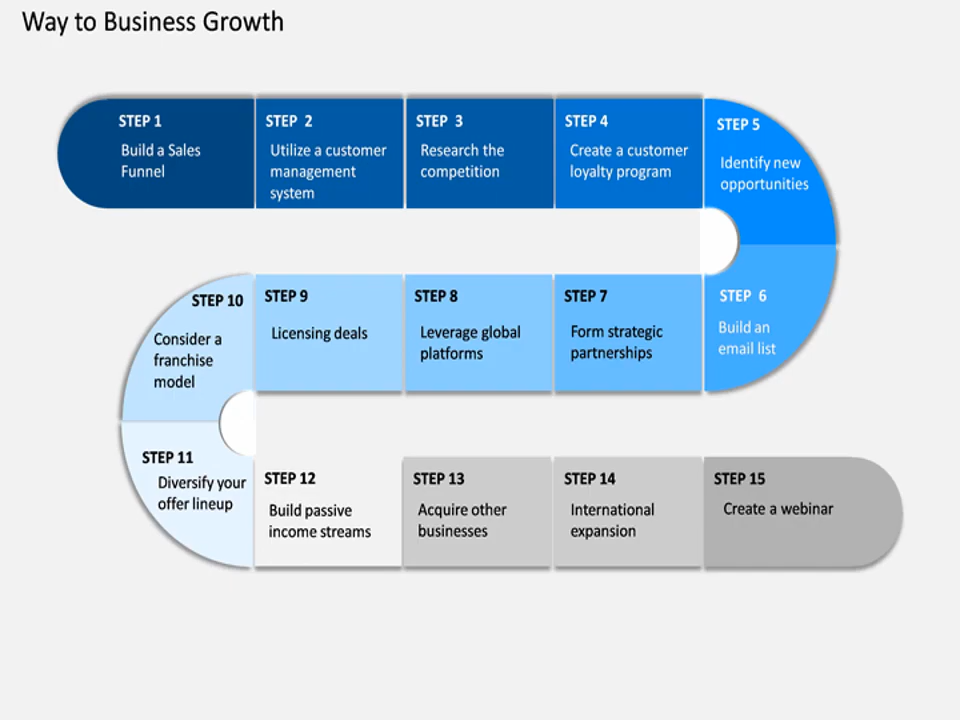 Way to Business Growth
STEP 1
Build a Sales
Funnel
STEP 2
Utilize a customer
management
system
STEP 3
Research the
competition
STEP 4
Create a customer
loyalty program
STEP 5
Identify new
opportunities
STEP 6
Build an
email list
STEP 7
Form strategic
partnerships
STEP 8
Leverage global
platforms
STEP 9
Licensing deals
STEP 10
Consider a
franchise
model
STEP 11
Diversify your
offer lineup
STEP 12
Build passive
income streams
STEP 13
Acquire other
businesses
STEP 14
International
expansion
STEP 15
Create a webinar